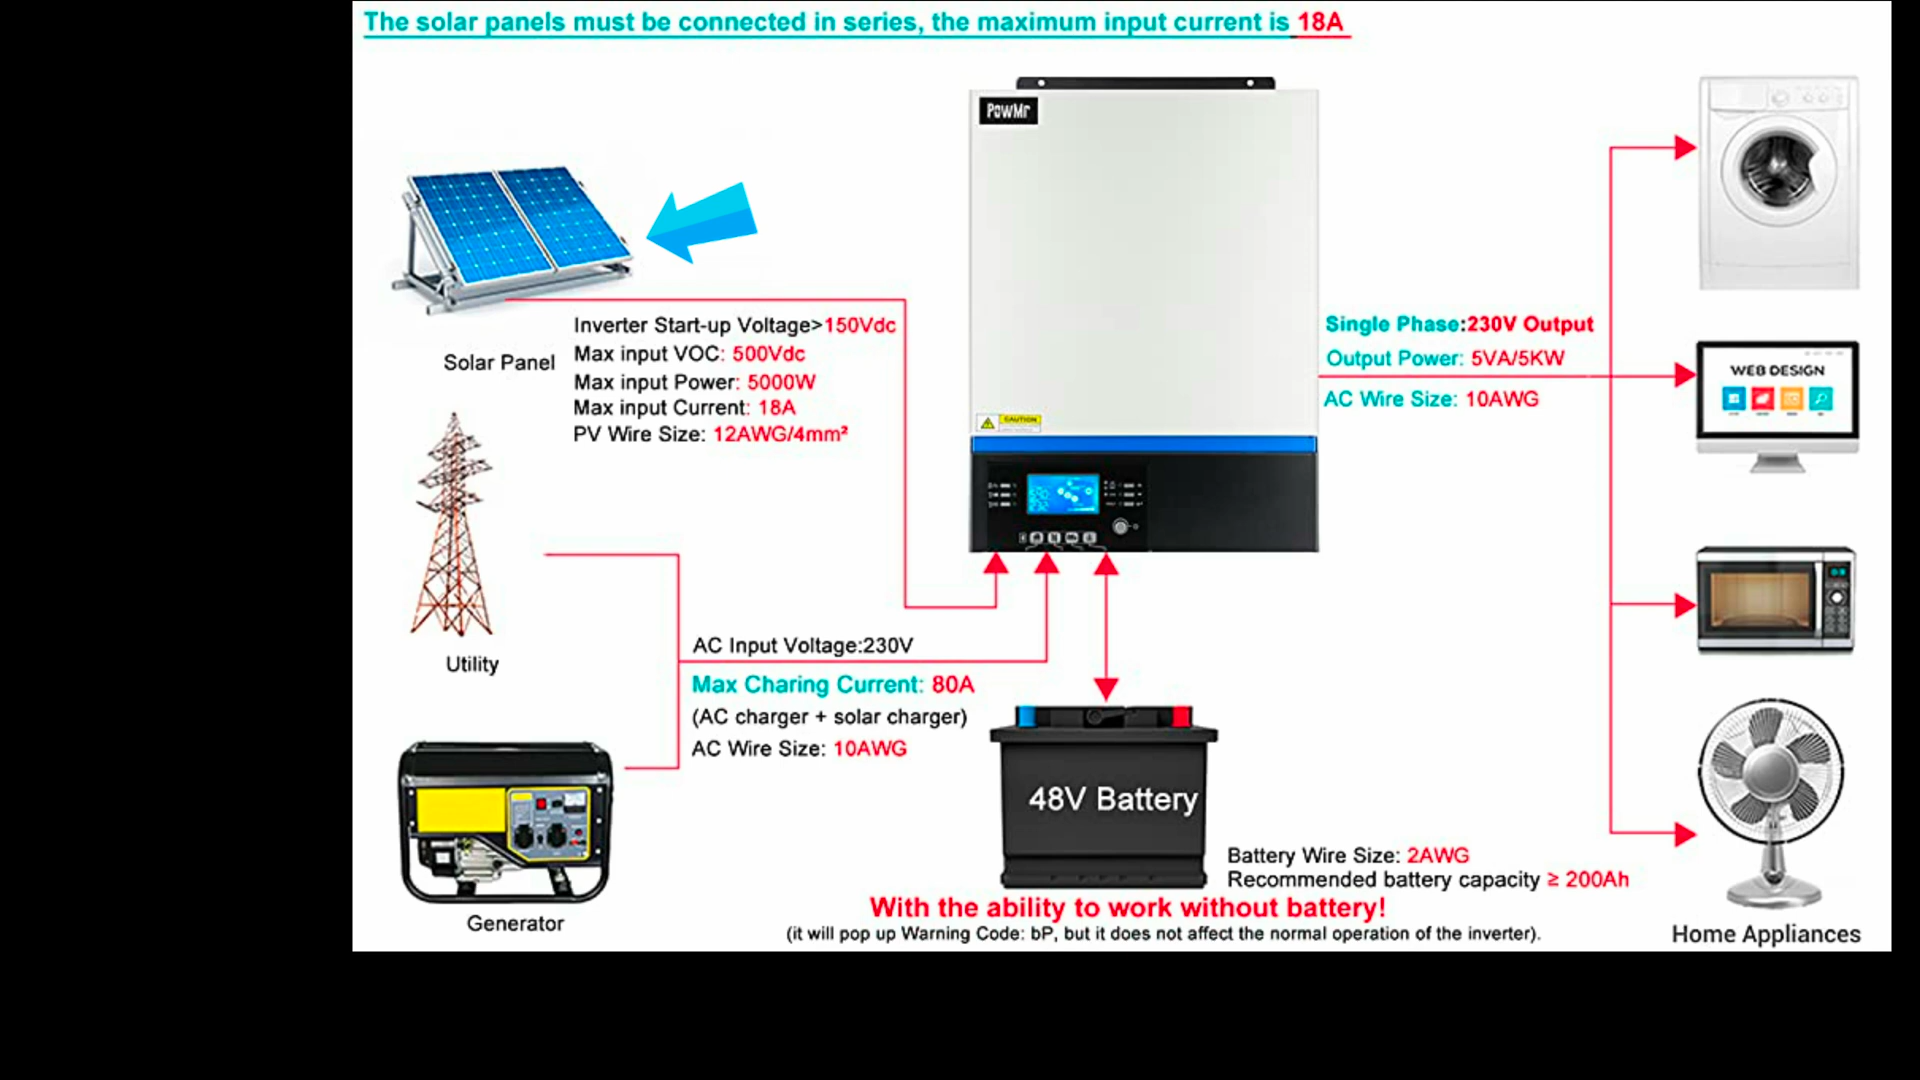 The solar panels must be connected in series, the maximum input current is 18A
PowMr
CAUTION
Inverter Start-up Voltage>150Vdc
Max input VOC: 500Vdc
Max input Power: 5000W
Max input Current: 18A
PV Wire Size: 12AWG/4mm²
Solar Panel
Single Phase:230V Output
Output Power: 5VA/5KW
AC Wire Size: 10AWG
WEB DESIGN
Utility
AC Input Voltage:230V
Max Charing Current: 80A
(AC charger + solar charger)
AC Wire Size: 10AWG
Generator
48V Battery
Battery Wire Size: 2AWG
Recommended battery capacity ≥ 200Ah
With the ability to work without battery!
(it will pop up Warning Code: bP, but it does not affect the normal operation of the inverter).
Home Appliances